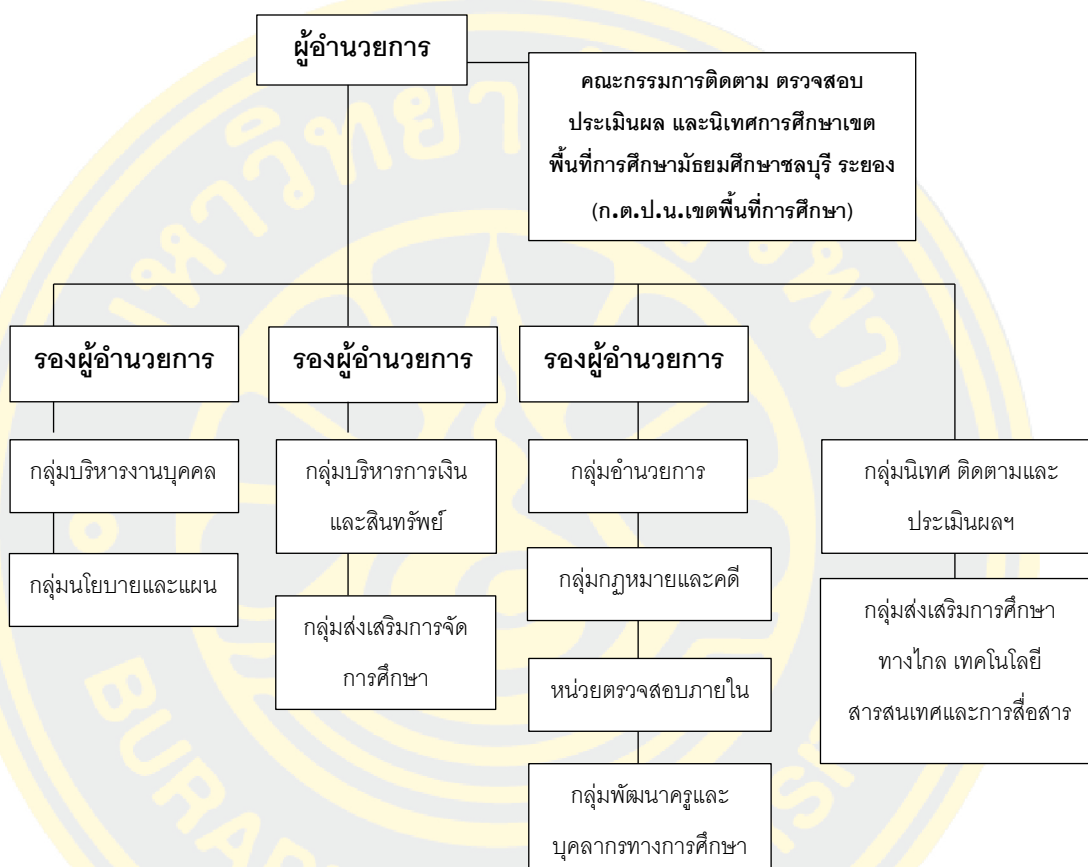 ผู้อำนวยการ
คณะกรรมการติดตาม ตรวจสอบ
ประเมินผล และนิเทศการศึกษาเขต
พื้นที่การศึกษามัธยมศึกษาชลบุรี ระยอง
(ก.ต.ป.น.เขตพื้นที่การศึกษา)
รองผู้อำนวยการ
รองผู้อำนวยการ
รองผู้อำนวยการ
กลุ่มบริหารงานบุคคล
กลุ่มนโยบายและแผน
กลุ่มบริหารการเงิน
และสินทรัพย์
กลุ่มส่งเสริมการจัด
การศึกษา
กลุ่มอำนวยการ
กลุ่มกฎหมายและคดี
หน่วยตรวจสอบภายใน
กลุ่มพัฒนาครูและ
บุคลากรทางการศึกษา
กลุ่มนิเทศ ติดตามและ
ประเมินผลฯ
กลุ่มส่งเสริมการศึกษา
ทางไกล เทคโนโลยี
สารสนเทศและการสื่อสาร